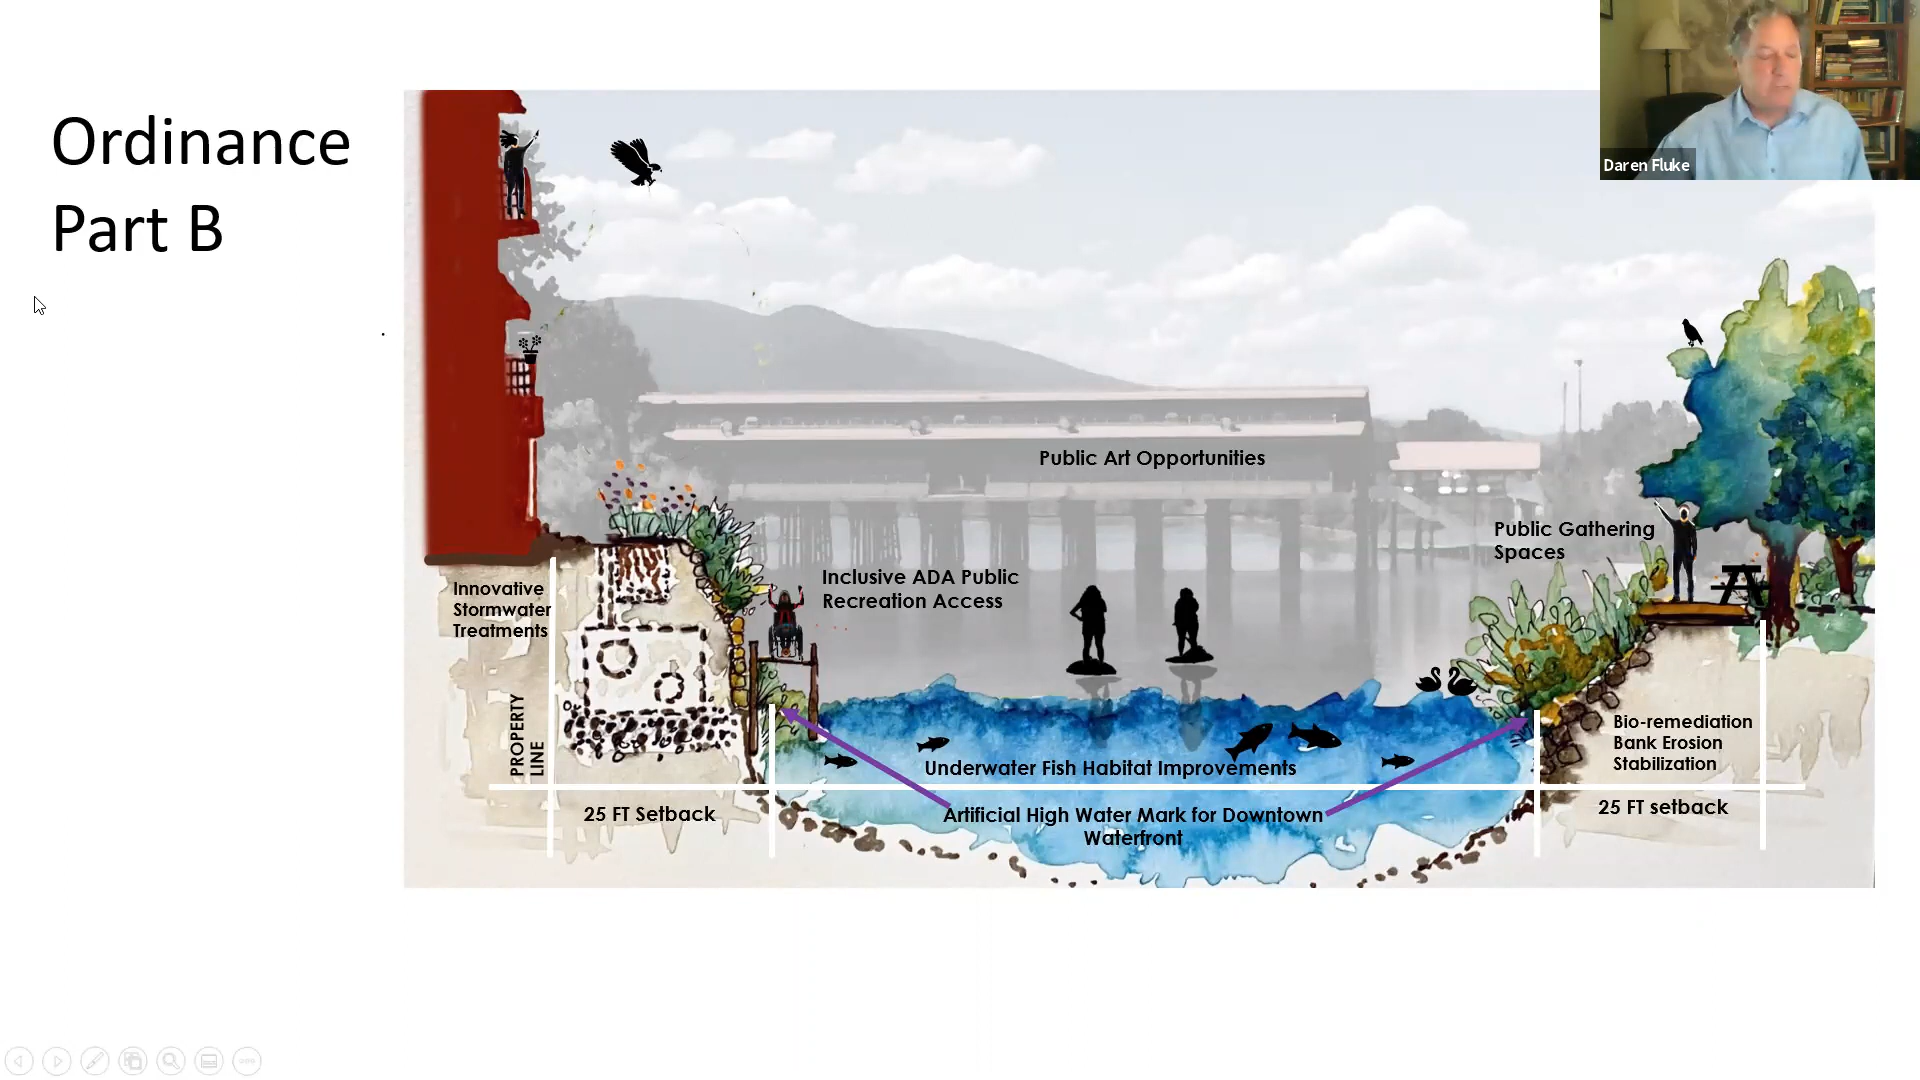 Ordinance
Part B
Daren Fluke
Public Art Opportunities
Public Gathering
Spaces
Inclusive ADA Public
Recreation Access
Innovative
Stormwater
Treatments
PROPERTY
LINE
Bio-remediation
Bank Erosion
Stabilization
Underwater Fish Habitat Improvements
25 FT Setback
Artificial High Water Mark for Downtown
Waterfront
25 FT setback